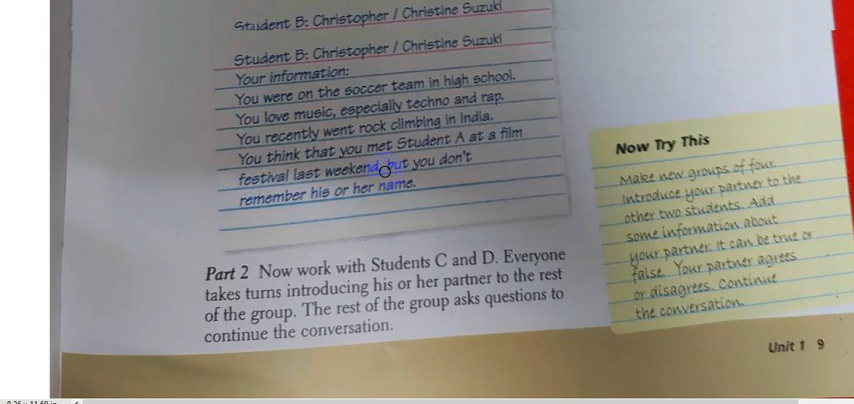 Student B: Christopher / Christine Suzuki
Student B: Christopher / Christine Suzuki
Your information:
You were on the soccer team in high school.
You love music, especially techno and rap.
You recently went rock climbing in India.
You think that you met Student A at a film
festival last weekend, but you don't
remember his or her name.
Part 2 Now work with Students C and D. Everyone
takes turns introducing his or her partner to the rest
of the group. The rest of the group asks questions to
continue the conversation.
Now Try This
Make new groups of four.
Introduce your partner to the
other two students. Add
some information about
your partner. It can be true or
false. Your partner agrees
or disagrees. Continue
the conversation.
Unit 1 9